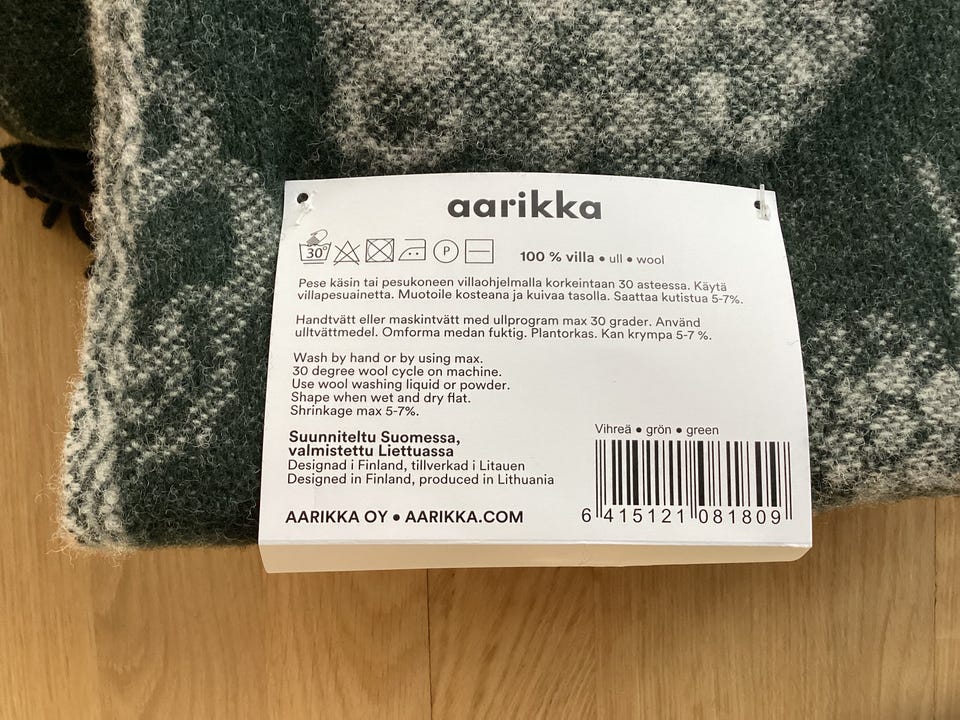 aarikka
30° P 100 % villa • ull • wool
Pese käsin tai pesukoneen villaohjelmalla korkeintaan 30 asteessa. Käytä
villapesuainetta. Muotoile kosteana ja kuivaa tasolla. Saattaa kutistua 5-7%.
Handtvätt eller maskintvätt med ullprogram max 30 grader. Använd
ulltvättmedel. Omforma medan fuktig. Plantorkas. Kan krympa 5-7 %.
Wash by hand or by using max.
30 degree wool cycle on machine.
Use wool washing liquid or powder.
Shape when wet and dry flat.
Shrinkage max 5-7%.
Suunniteltu Suomessa,
valmistettu Liettuassa
Designad i Finland, tillverkad i Litauen
Designed in Finland, produced in Lithuania
AARIKKA OY • AARIKKA.COM
Vihreä • grön • green
6 415121 081809